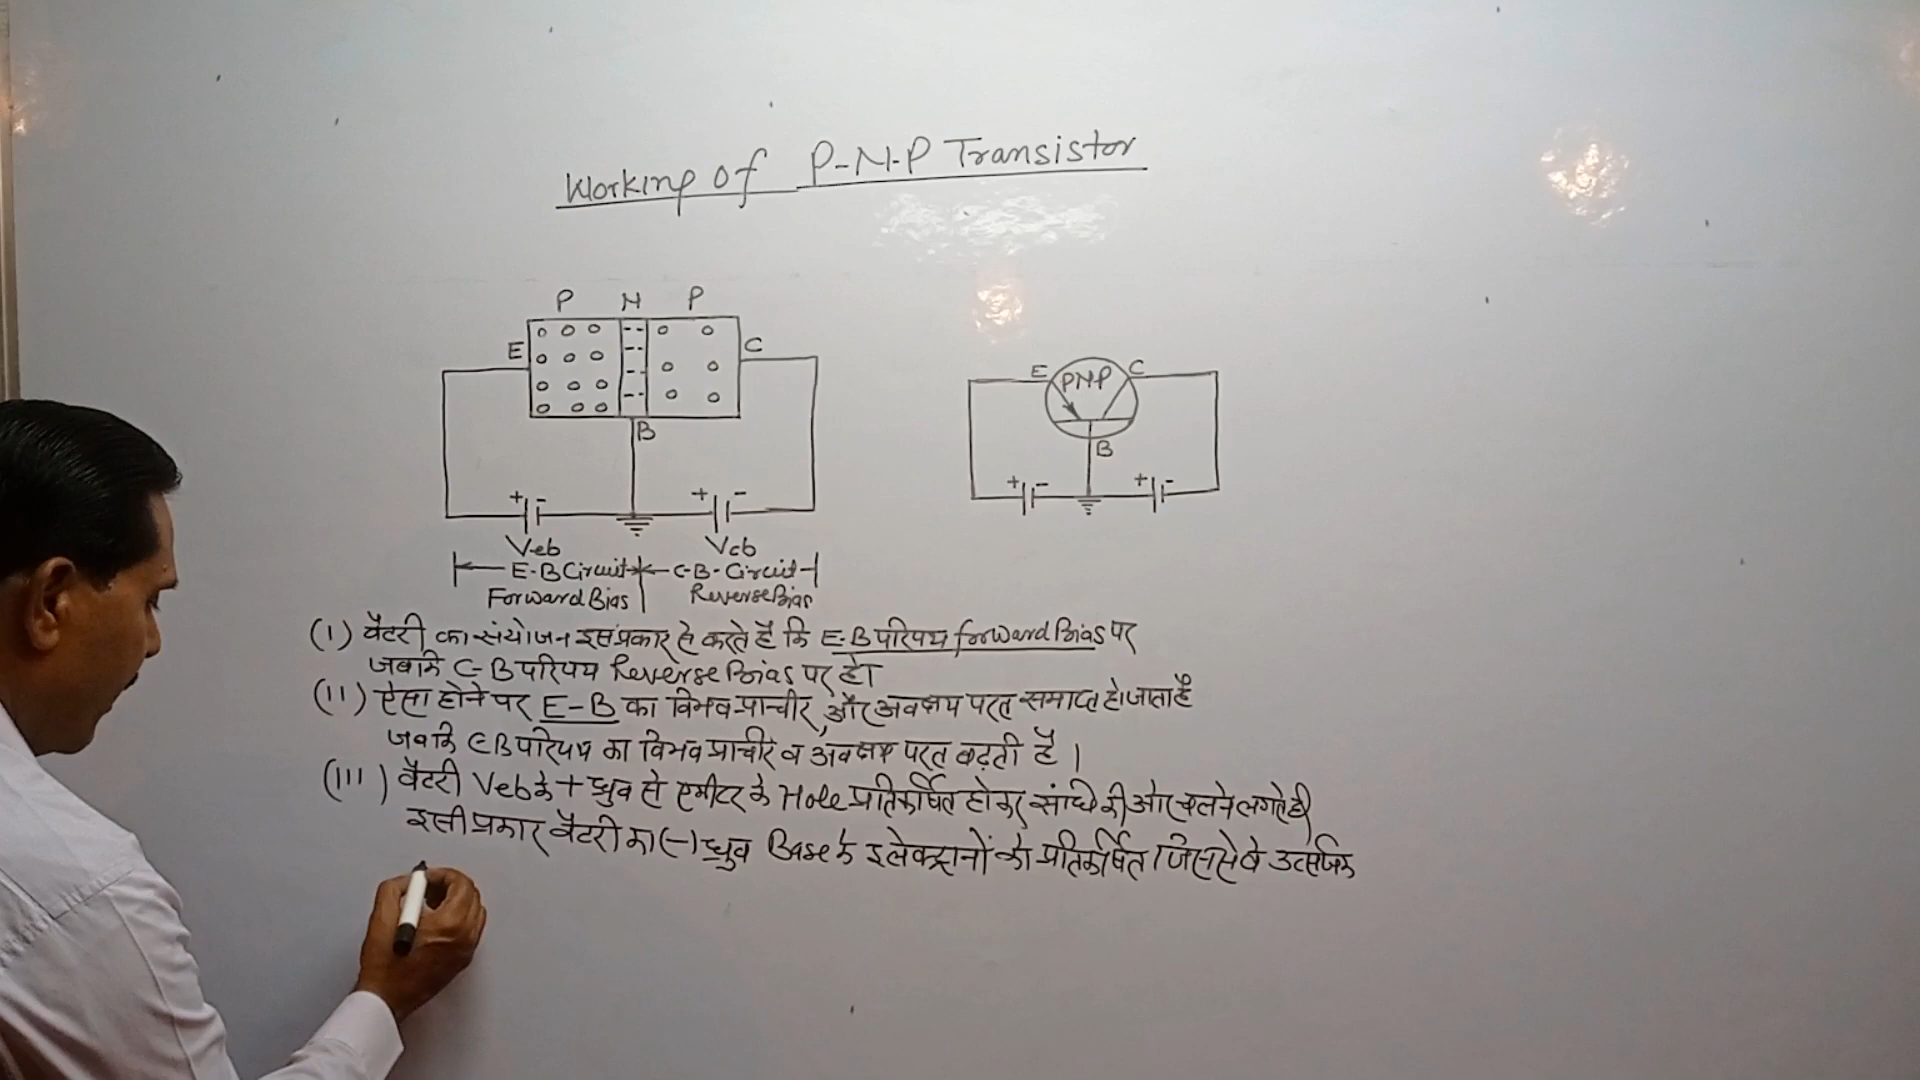 Working of P-N-P Transistor
P N P
E C
B
+ - + -
Veb Vcb
E-B Circuit C-B-Circuit
Forward Bias Reverse Bias
E PNP C
B
+ - + -
(I) बैटरी का संयोजन इस प्रकार से करते है कि E-B परिपथ forward Bias पर
जबकि C-B परिपथ Reverse Bias पर हो
(II) ऐसा होने पर E-B का विभव प्राचीर, और अवक्षय परत समाप्त हो जाता है
जबकि CB परिपथ का विभव प्राचीर व अवक्षय परत बढ़ती है ।
(III) बैटरी Veb के + ध्रुव से एमीटर के Hole प्रतिकर्षित होकर संधि की ओर चलने लगते है
इसी प्रकार बैटरी का (-) ध्रुव Base के इलेक्ट्रानों को प्रतिकर्षित जिससे वे उत्सर्जक